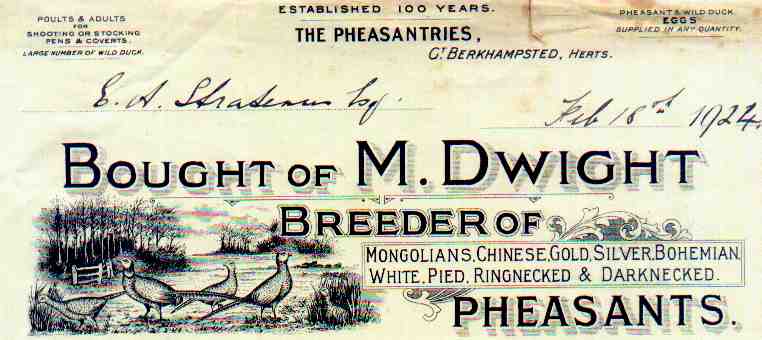 POULTS & ADULTS
FOR
SHOOTING OR STOCKING
PENS & COVERTS.
LARGE NUMBER OF WILD DUCK.
ESTABLISHED 100 YEARS.
THE PHEASANTRIES,
GT BERKHAMPSTED, HERTS.
PHEASANT & WILD DUCK
EGGS
SUPPLIED IN ANY QUANTITY.
E. A. Esq.
Feb 18th 1924.
BOUGHT OF M. DWIGHT
BREEDER OF
MONGOLIANS, CHINESE, GOLD, SILVER, BOHEMIAN,
WHITE, PIED, RINGNECKED & DARKNECKED.
PHEASANTS.